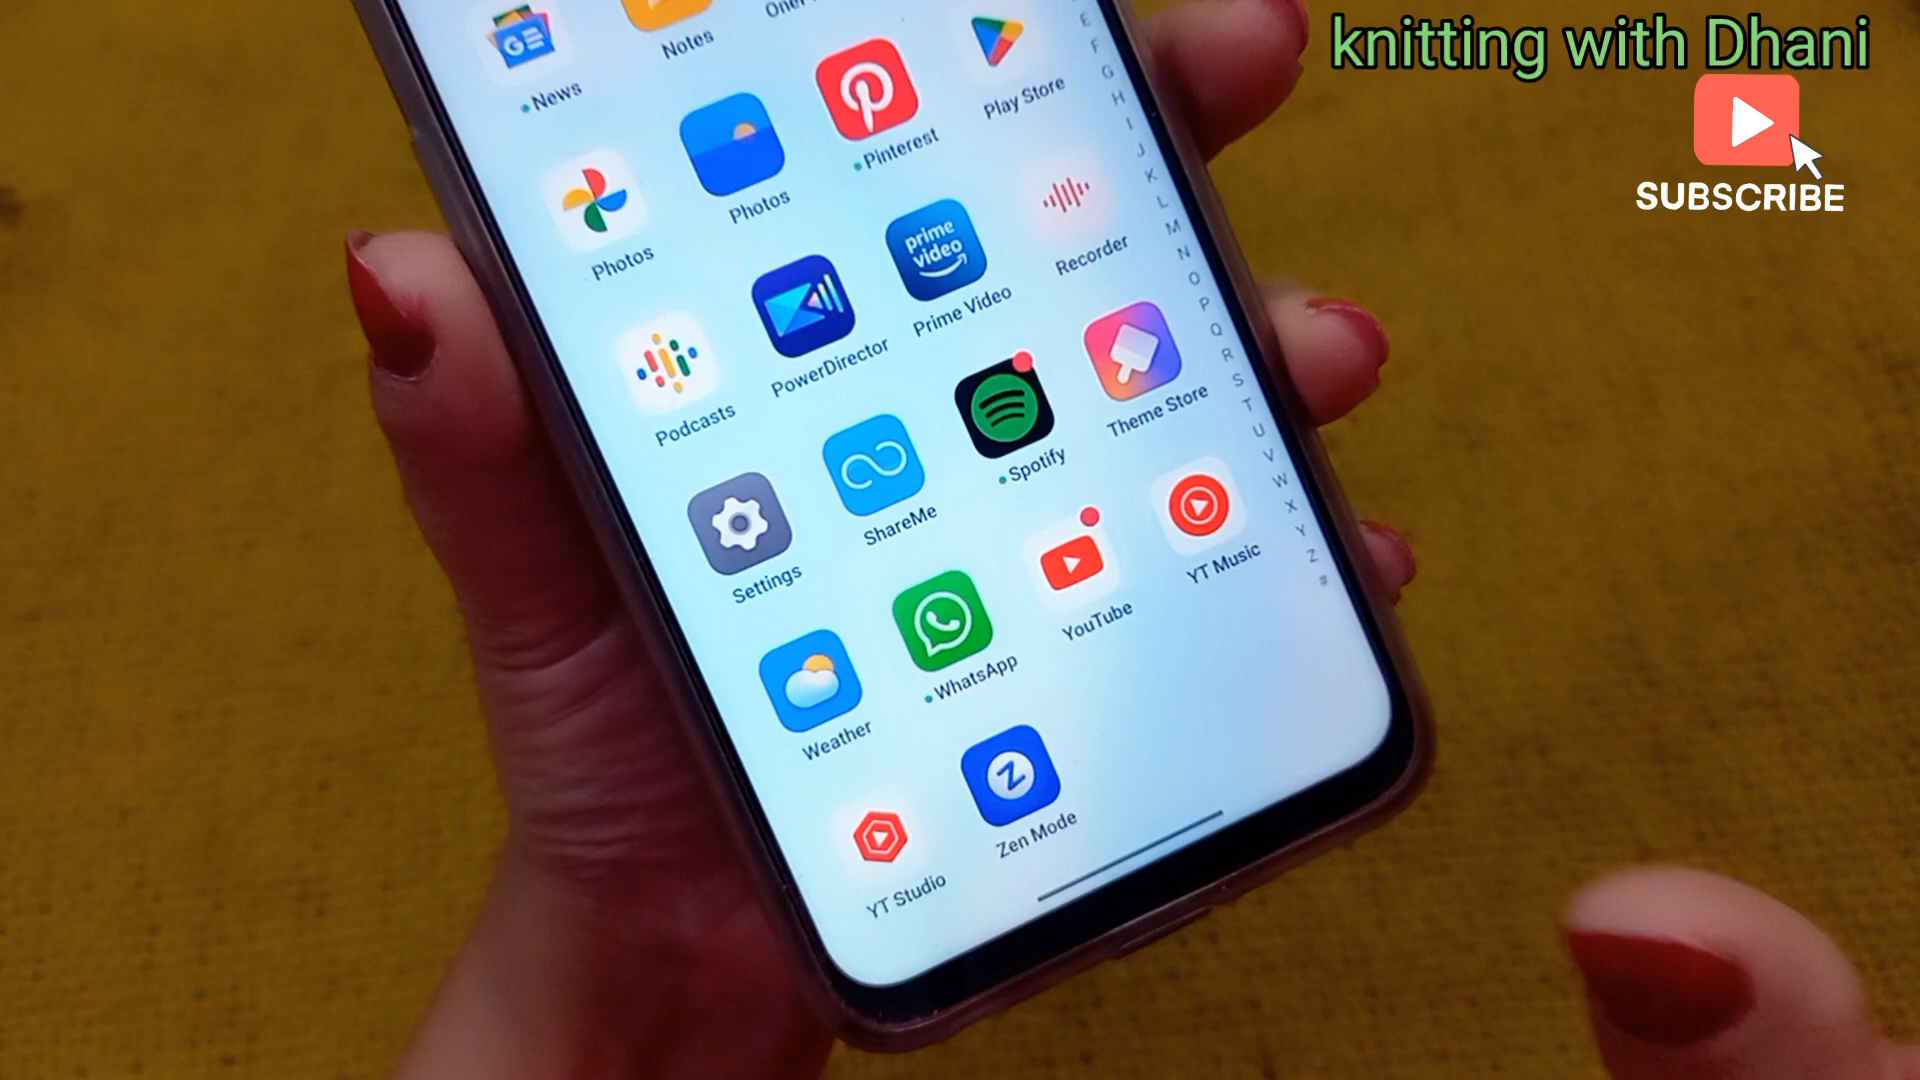 knitting with Dhani
SUBSCRIBE
News
Notes
Play Store
Photos
Photos
Pinterest
Recorder
Podcasts
PowerDirector
prime
video
Prime Video
Theme Store
Settings
ShareMe
Spotify
YT Music
Weather
WhatsApp
YouTube
YT Studio
Z
Zen Mode
E
F
G
H
I
J
K
L
M
N
O
P
Q
R
S
T
U
V
W
X
Y
Z
#